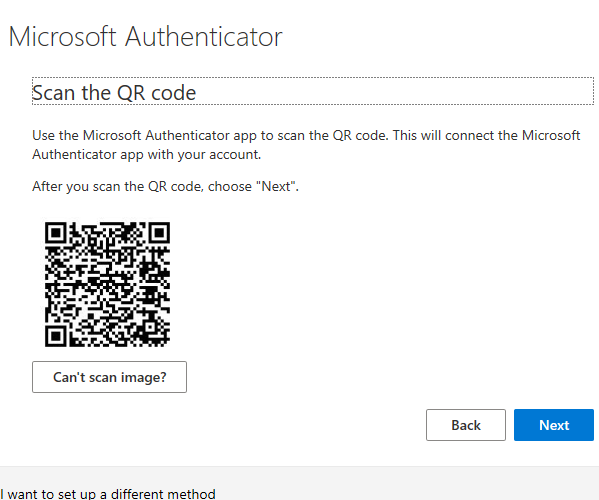 Microsoft Authenticator
Scan the QR code
Use the Microsoft Authenticator app to scan the QR code. This will connect the Microsoft
Authenticator app with your account.
After you scan the QR code, choose "Next".
Can't scan image?
Back
Next
I want to set up a different method